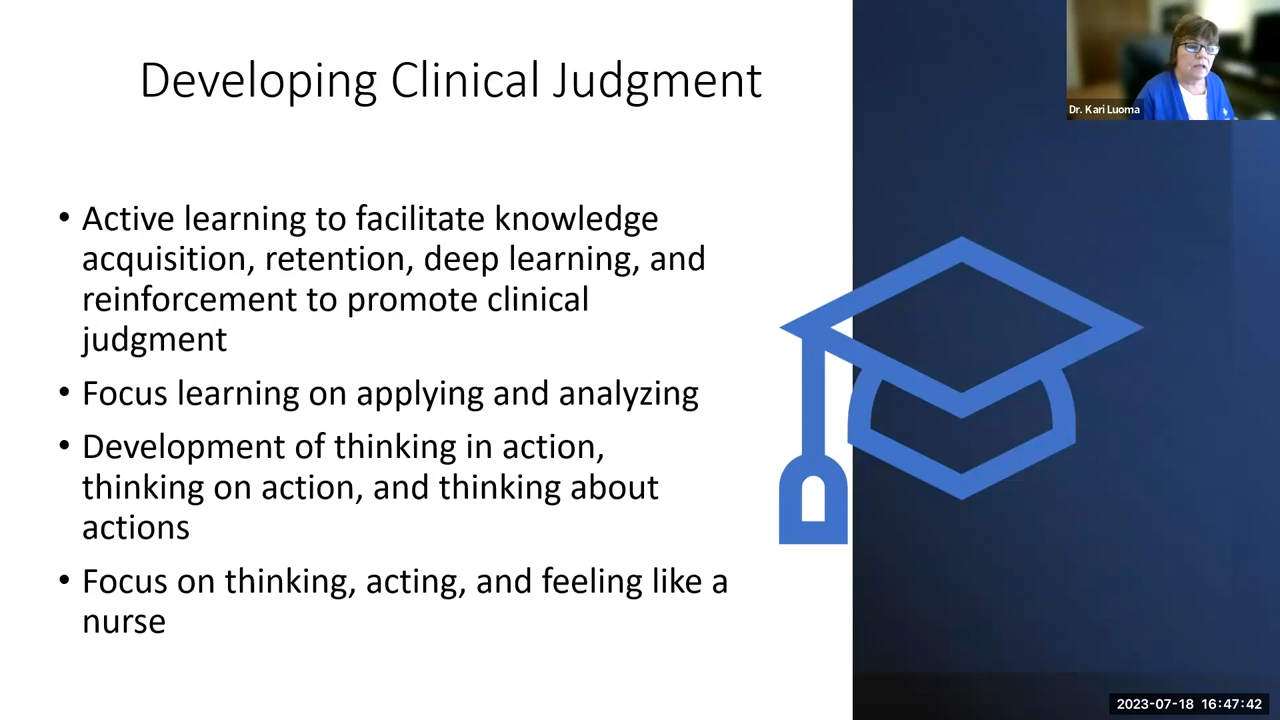 Developing Clinical Judgment
Dr. Kari Luoma
• Active learning to facilitate knowledge
acquisition, retention, deep learning, and
reinforcement to promote clinical
judgment
• Focus learning on applying and analyzing
• Development of thinking in action,
thinking on action, and thinking about
actions
• Focus on thinking, acting, and feeling like a
nurse
2023-07-18 16:47:42